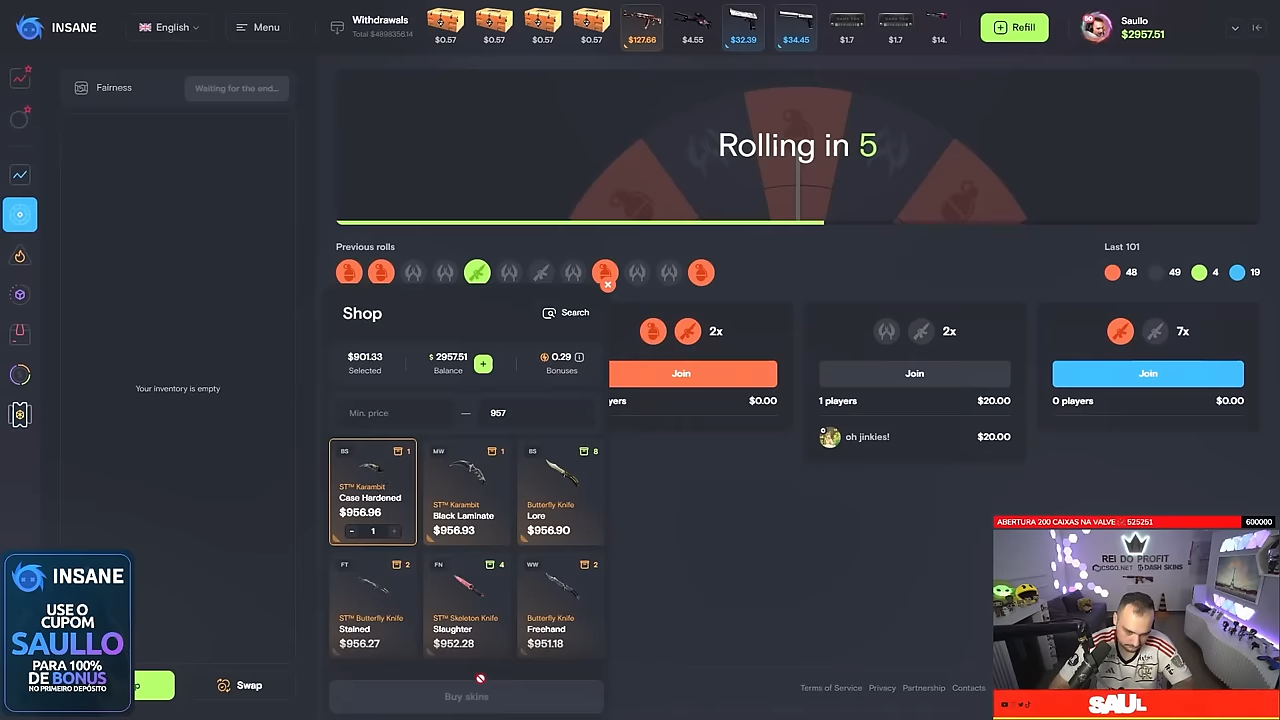 INSANE
English
Menu
Withdrawals
Total $489835614
$0.57
$0.57
$0.57
$0.57
$127.66
$4.55
$32.39
$34.45
$1.7
$1.7
$14.
Refill
Saullo
$2957.51
Fairness
Waiting for the end...
Rolling in 5
Previous rolls
Last 101
48
49
4
19
Shop
Search
$901.33
Selected
$ 2957.51
Balance
0.29
Bonuses
Min. price
—
957
BS
1
ST™ Karambit
Case Hardened
$956.96
− 1 +
MW
1
ST™ Karambit
Black Laminate
$956.93
BS
8
Butterfly Knife
Lore
$956.90
FT
2
ST™ Butterfly Knife
Stained
$956.27
FN
4
ST™ Skeleton Knife
Slaughter
$952.28
WW
2
Butterfly Knife
Freehand
$951.18
Buy skins
2x
Join
yers
$0.00
2x
Join
1 players
$20.00
oh jinkies!
$20.00
7x
Join
0 players
$0.00
Your inventory is empty
Swap
INSANE
USE O
CUPOM
SAULLO
PARA 100%
DE BONUS
NO PRIMEIRO DEPÓSITO
Terms of Service
Privacy
Partnership
Contacts
ABERTURA 200 CAIXAS NA VALVE
525251
600000
REI DO PROFIT
CSGO.NET
DASH SKINS
SAUL